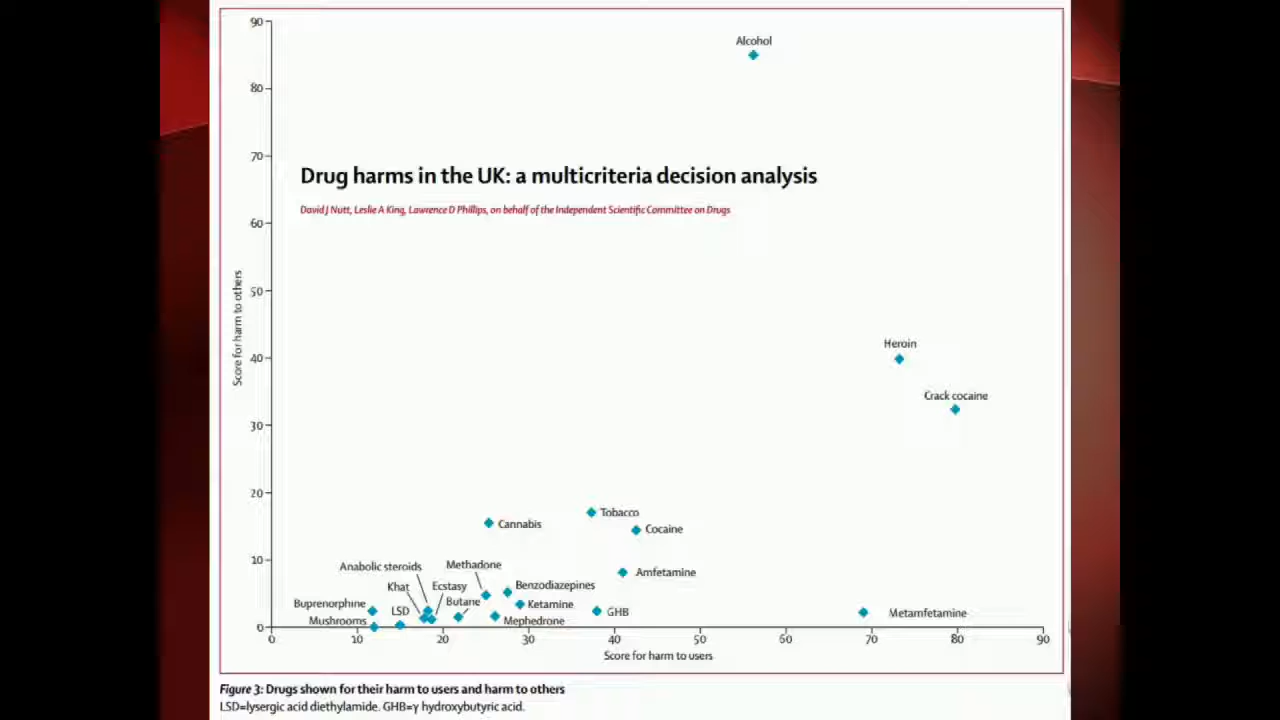 90
Alcohol
80
70
Drug harms in the UK: a multicriteria decision analysis
David J Nutt, Leslie A King, Lawrence D Phillips, on behalf of the Independent Scientific Committee on Drugs
60
50
Score for harm to others
Heroin
40
Crack cocaine
30
20
Tobacco
Cannabis
Cocaine
10
Methadone
Anabolic steroids
Amfetamine
Khat
Ecstasy
Benzodiazepines
Buprenorphine
LSD
Butane
Ketamine
GHB
Metamfetamine
Mushrooms
Mephedrone
0
0 10 20 30 40 50 60 70 80 90
Score for harm to users
Figure 3: Drugs shown for their harm to users and harm to others
LSD=lysergic acid diethylamide. GHB=γ hydroxybutyric acid.